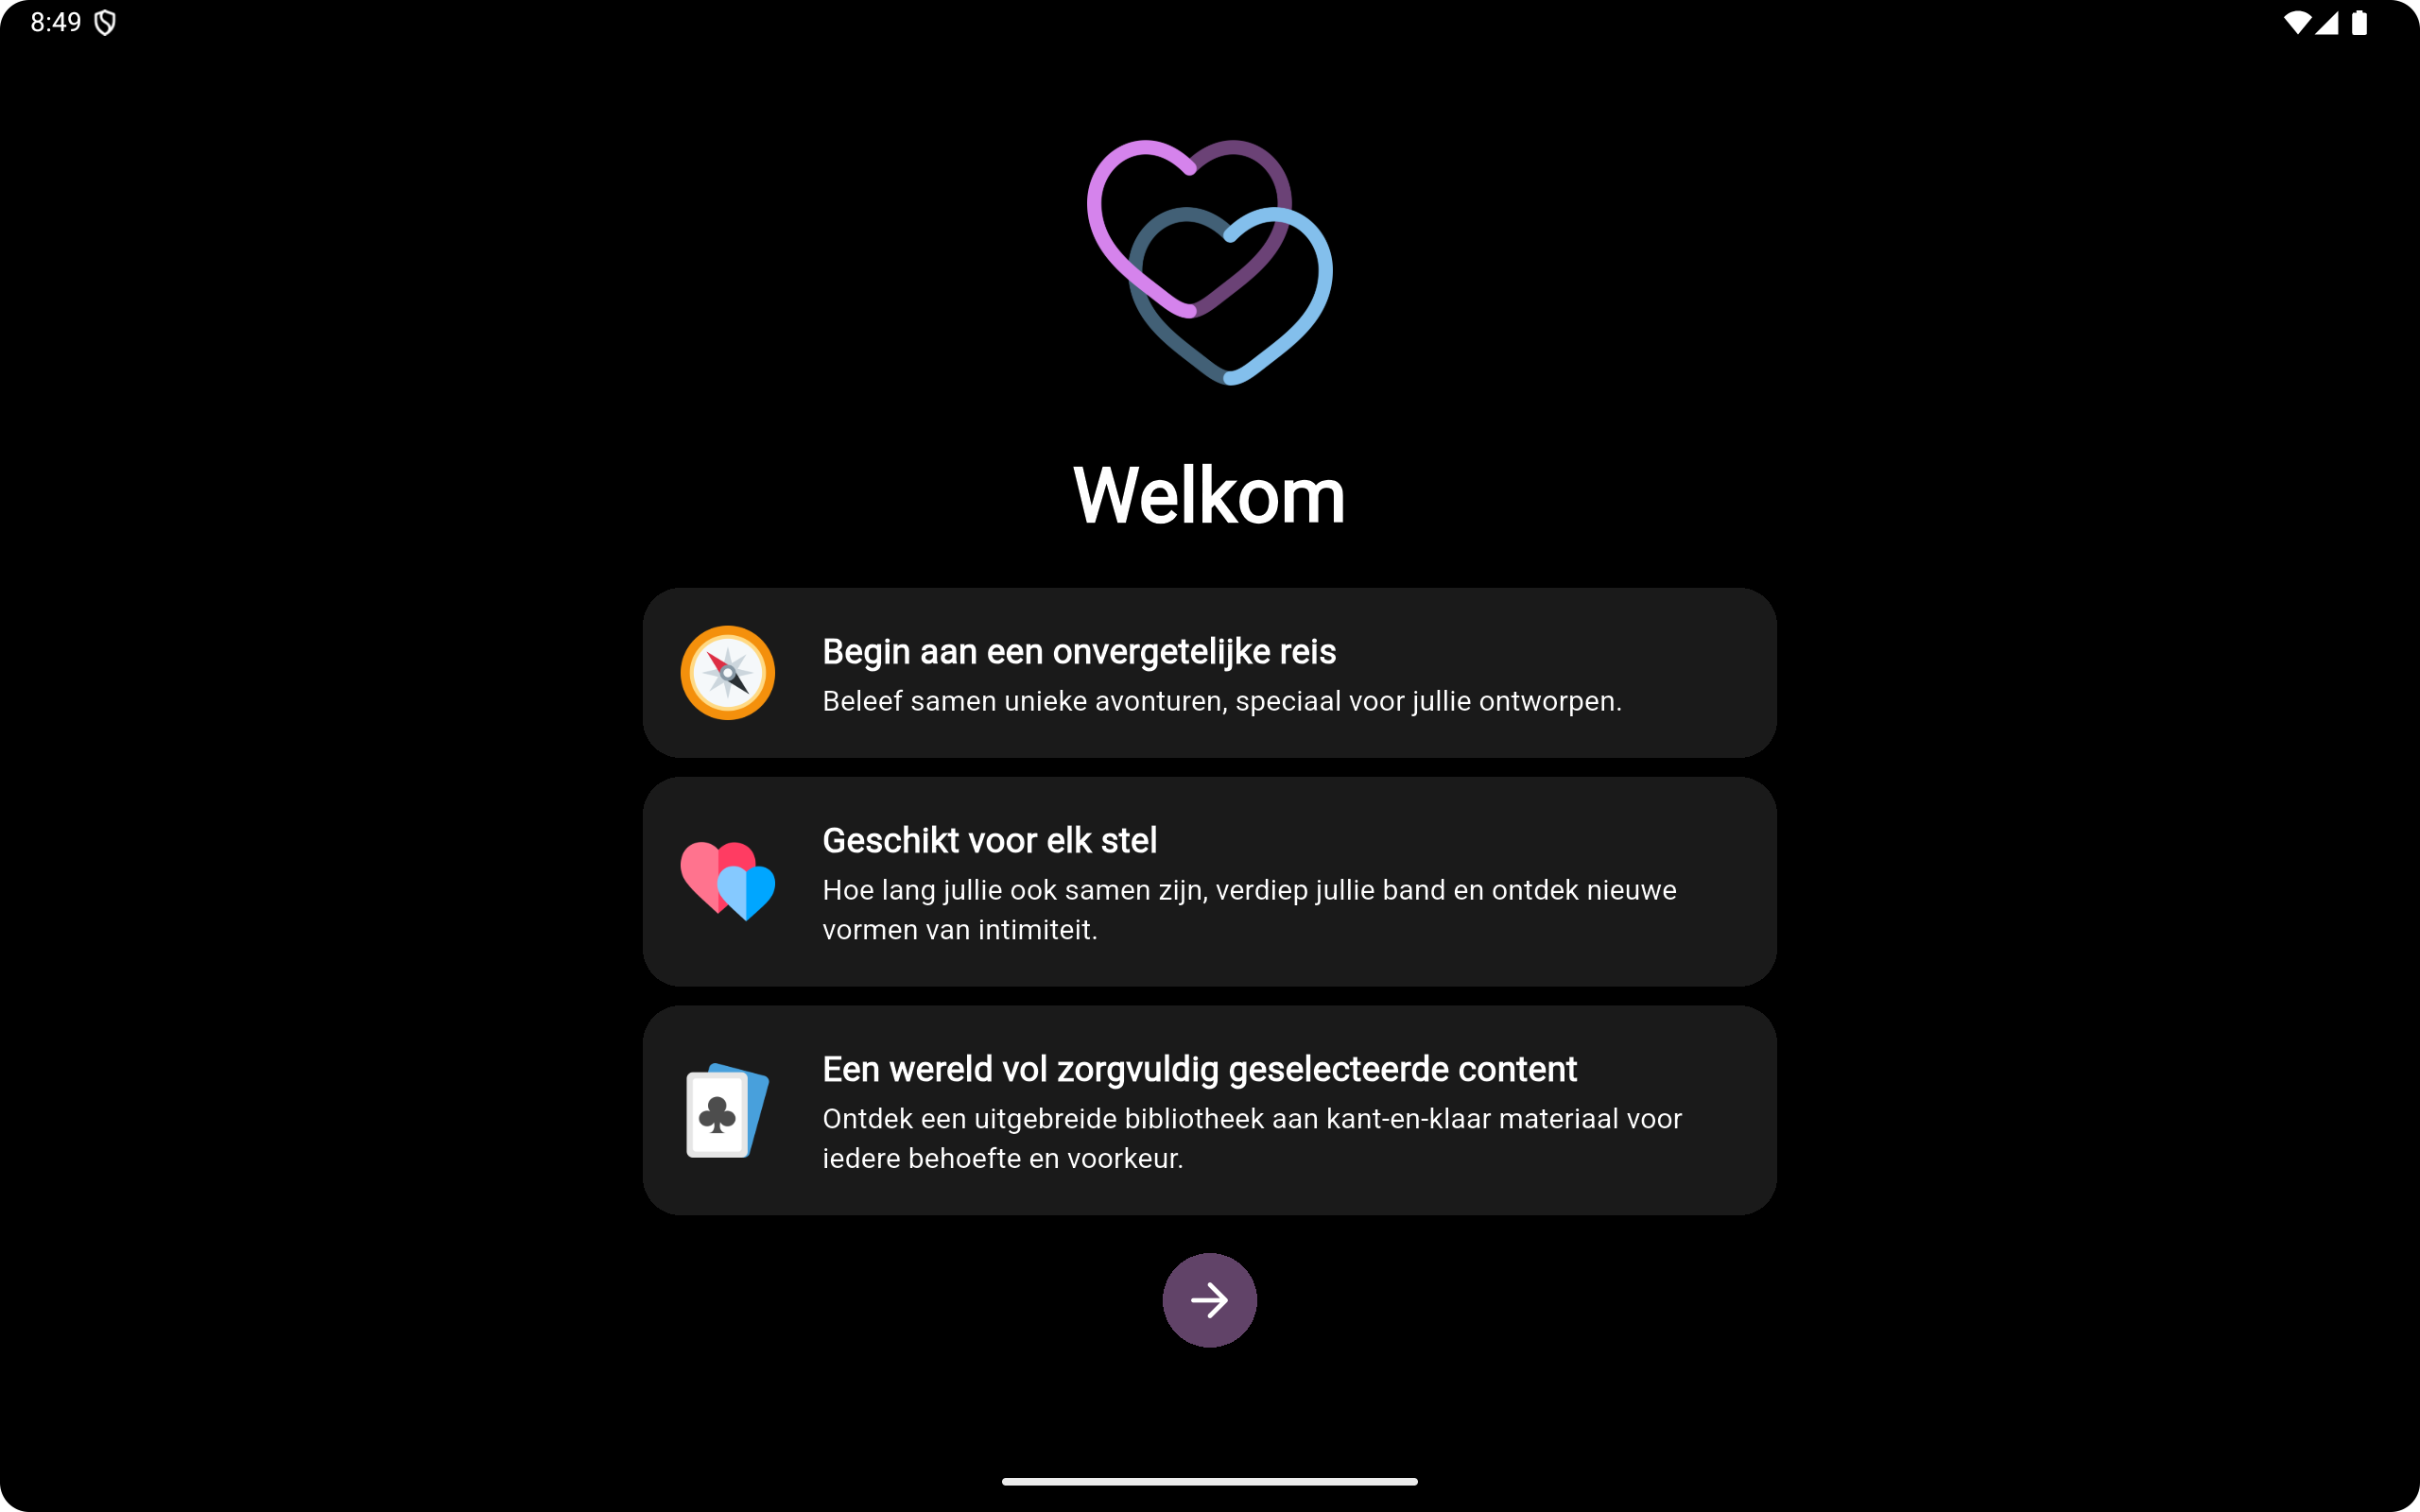 8:49
Welkom
Begin aan een onvergetelijke reis
Beleef samen unieke avonturen, speciaal voor jullie ontworpen.
Geschikt voor elk stel
Hoe lang jullie ook samen zijn, verdiep jullie band en ontdek nieuwe
vormen van intimiteit.
Een wereld vol zorgvuldig geselecteerde content
Ontdek een uitgebreide bibliotheek aan kant-en-klaar materiaal voor
iedere behoefte en voorkeur.